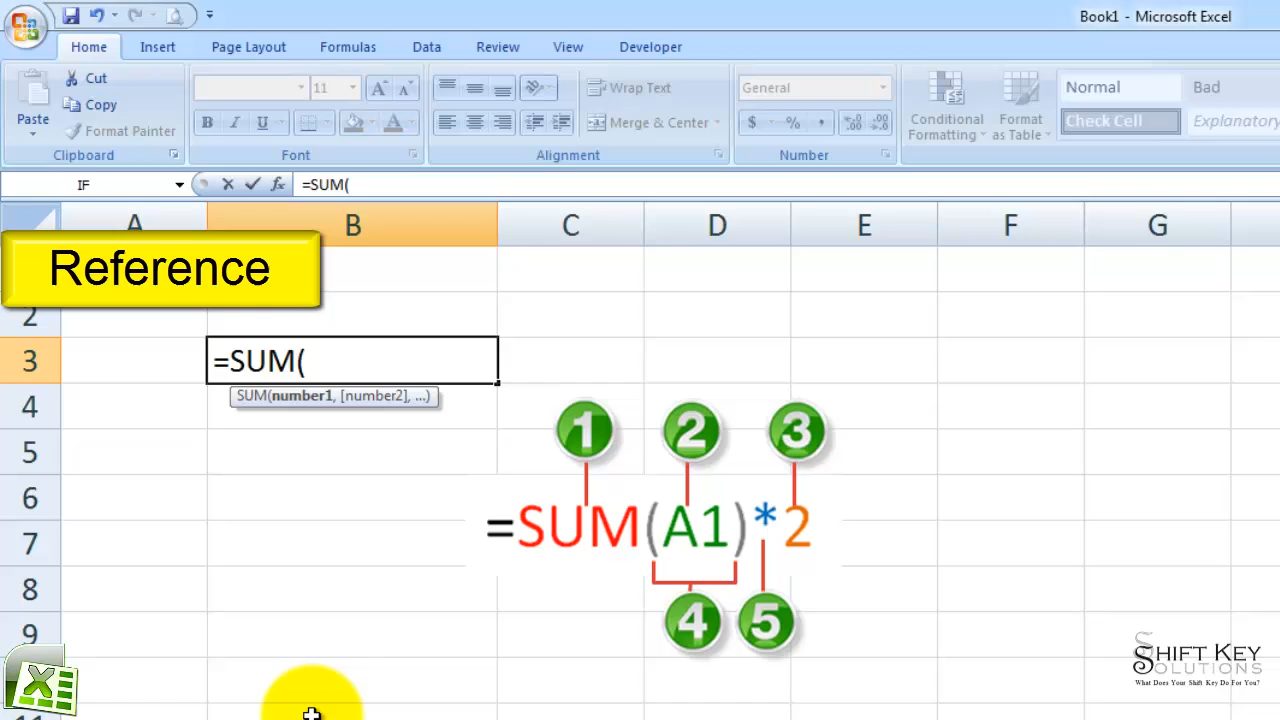 Book1 - Microsoft Excel
Home Insert Page Layout Formulas Data Review View Developer
Cut
Copy
Paste
Format Painter
Clipboard
11
A A
B I U
A
Font
Wrap Text
Merge & Center
Alignment
General
$ % , .00
Number
Conditional Formatting
Format as Table
Normal Bad
Check Cell Explanatory
IF fx =SUM(
A B C D E F G
Reference
2
3 =SUM(
SUM(number1, [number2], ...)
4
1 2 3
5
6
=SUM(A1)*2
7
8
4 5
9
SHIFT KEY
SOLUTIONS
What Does Your Shift Key Do For You?